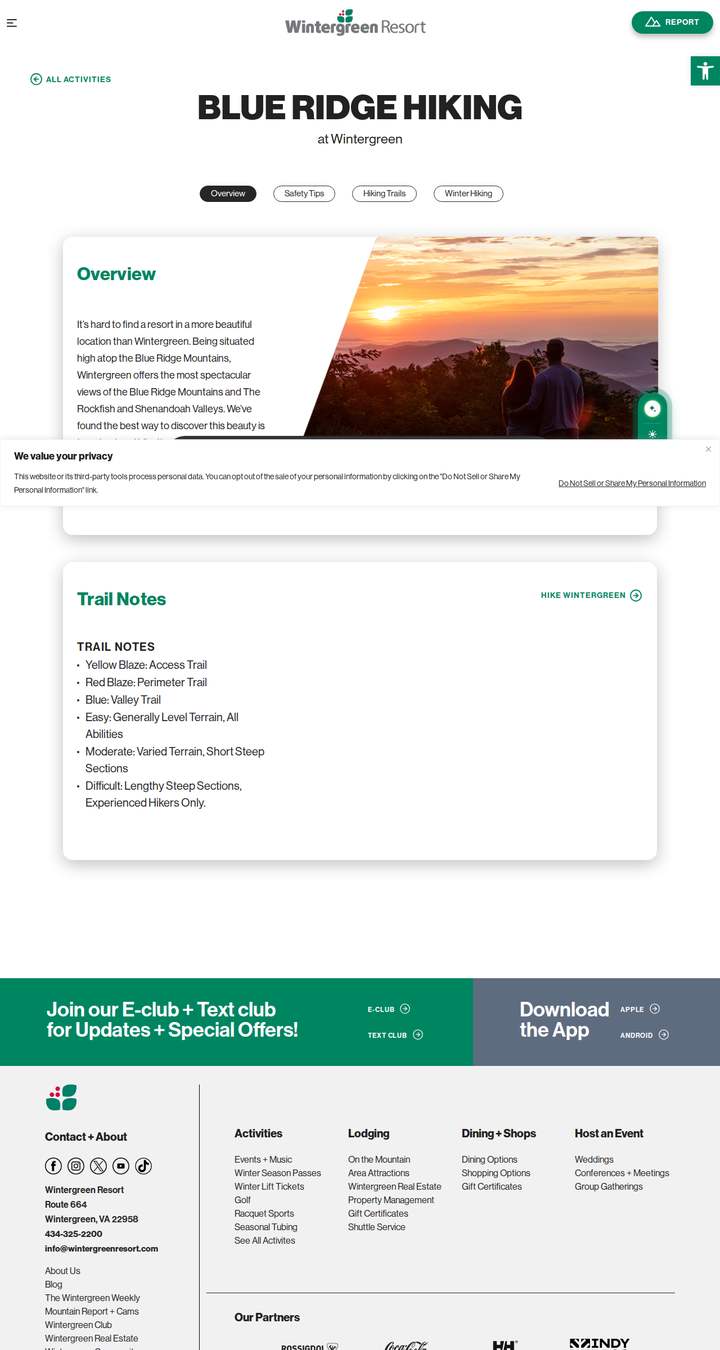 Wintergreen Resort
REPORT
ALL ACTIVITIES
BLUE RIDGE HIKING
at Wintergreen
Overview
Safety Tips
Hiking Trails
Winter Hiking
Overview
It's hard to find a resort in a more beautiful
location than Wintergreen. Being situated
high atop the Blue Ridge Mountains,
Wintergreen offers the most spectacular
views of the Blue Ridge Mountains and The
Rockfish and Shenandoah Valleys. We've
found the best way to discover this beauty is
We value your privacy
This website or its third-party tools process personal data. You can opt out of the sale of your personal information by clicking on the "Do Not Sell or Share My
Personal Information" link.
Do Not Sell or Share My Personal Information
Trail Notes
HIKE WINTERGREEN
TRAIL NOTES
• Yellow Blaze: Access Trail
• Red Blaze: Perimeter Trail
• Blue: Valley Trail
• Easy: Generally Level Terrain, All
Abilities
• Moderate: Varied Terrain, Short Steep
Sections
• Difficult: Lengthy Steep Sections,
Experienced Hikers Only.
Join our E-club + Text club
for Updates + Special Offers!
E-CLUB
TEXT CLUB
Download
the App
APPLE
ANDROID
Contact + About
Wintergreen Resort
Route 664
Wintergreen, VA 22958
434-325-2200
info@wintergreenresort.com
About Us
Blog
The Wintergreen Weekly
Mountain Report + Cams
Wintergreen Club
Wintergreen Real Estate
Activities
Events + Music
Winter Season Passes
Winter Lift Tickets
Golf
Racquet Sports
Seasonal Tubing
See All Activites
Lodging
On the Mountain
Area Attractions
Wintergreen Real Estate
Property Management
Gift Certificates
Shuttle Service
Dining + Shops
Dining Options
Shopping Options
Gift Certificates
Host an Event
Weddings
Conferences + Meetings
Group Gatherings
Our Partners
ROSSIGNOL
Coca-Cola
HH
INDY